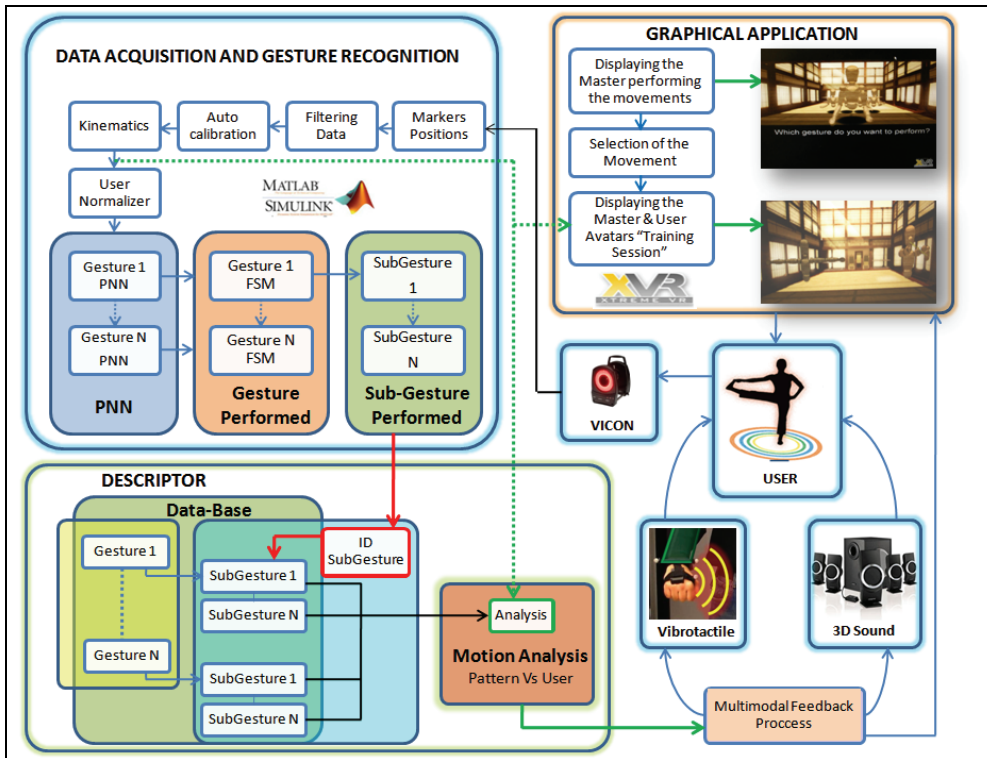 DATA ACQUISITION AND GESTURE RECOGNITION
Kinematics
Auto
calibration
Filtering
Data
Markers
Positions
User
Normalizer
MATLAB
SIMULINK
Gesture 1
PNN
Gesture N
PNN
PNN
Gesture 1
FSM
Gesture N
FSM
Gesture
Performed
SubGesture
1
SubGesture
N
Sub-Gesture
Performed
GRAPHICAL APPLICATION
Displaying the
Master performing
the movements
Selection of the
Movement
Displaying the
Master & User
Avatars "Training
Session"
XVR
XTREME VR
Which gesture do you want to perform?
XVR
VICON
USER
Vibrotactile
3D Sound
Multimodal Feedback
Proccess
DESCRIPTOR
Data-Base
Gesture 1
Gesture N
ID
SubGesture
SubGesture 1
SubGesture N
SubGesture 1
SubGesture N
Analysis
Motion Analysis
Pattern Vs User